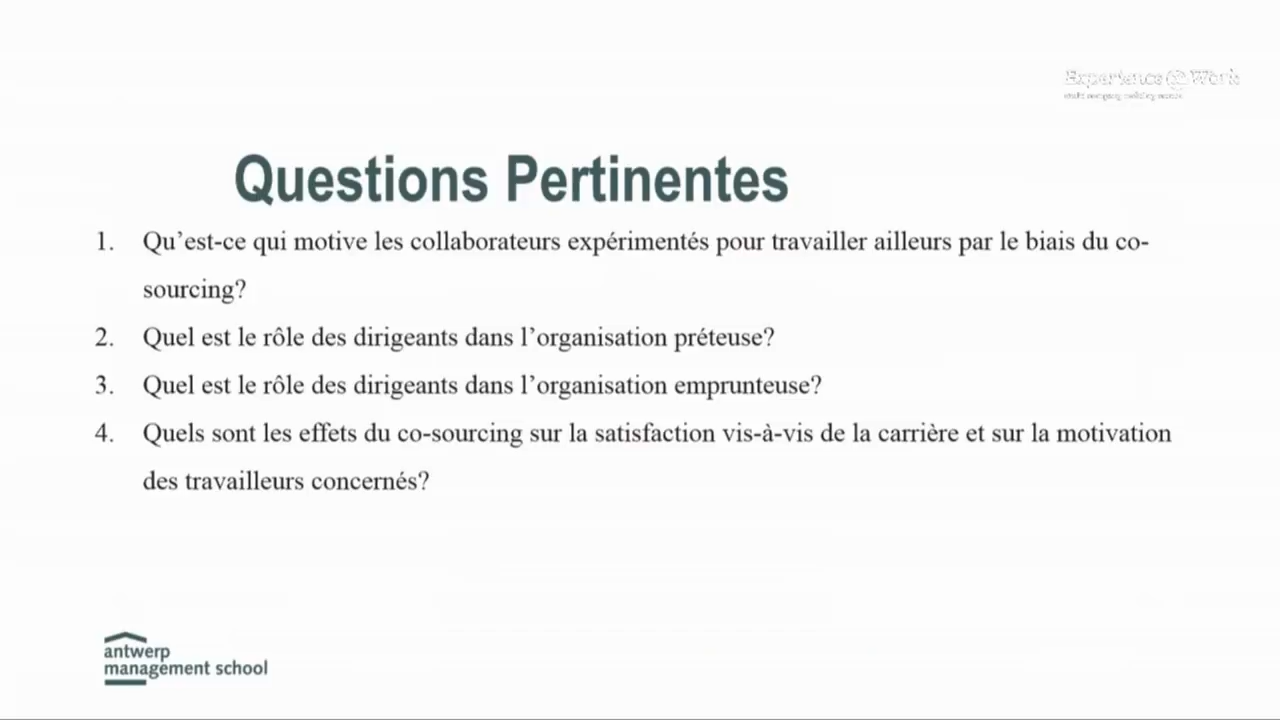 Experience@Work
Questions Pertinentes
1. Qu’est-ce qui motive les collaborateurs expérimentés pour travailler ailleurs par le biais du co-
sourcing?
2. Quel est le rôle des dirigeants dans l’organisation préteuse?
3. Quel est le rôle des dirigeants dans l’organisation emprunteuse?
4. Quels sont les effets du co-sourcing sur la satisfaction vis-à-vis de la carrière et sur la motivation
des travailleurs concernés?
antwerp
management school